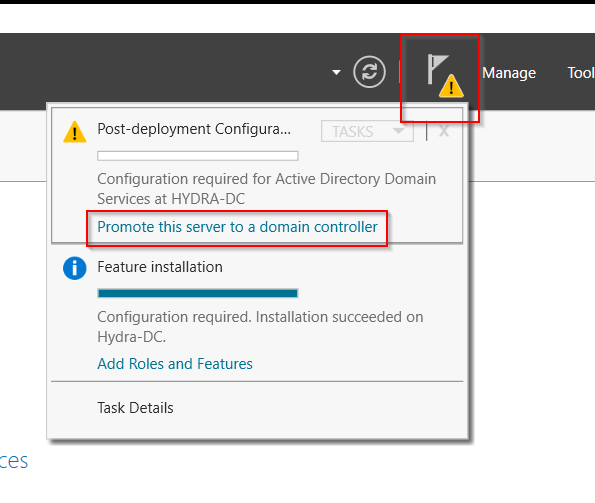 Manage
Tool
Post-deployment Configura...
TASKS
X
Configuration required for Active Directory Domain
Services at HYDRA-DC
Promote this server to a domain controller
Feature installation
Configuration required. Installation succeeded on
Hydra-DC.
Add Roles and Features
Task Details
ces